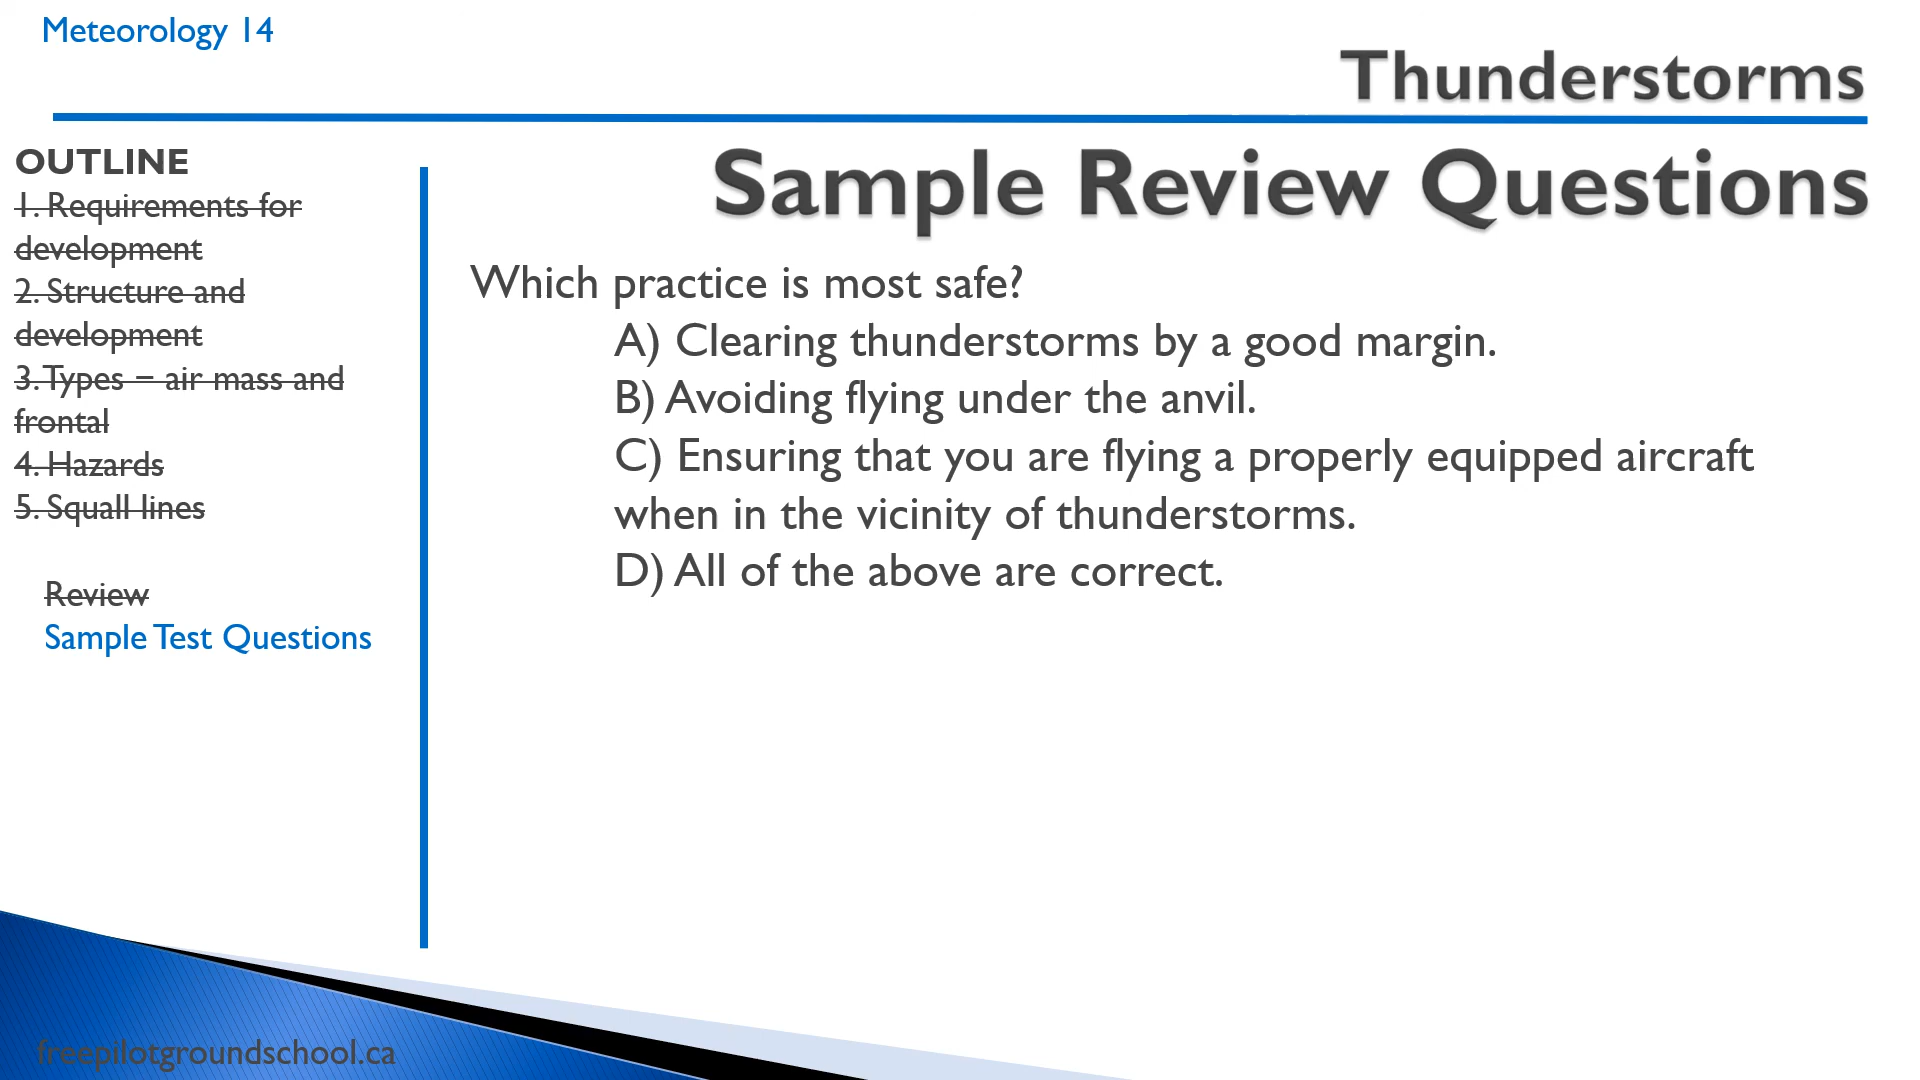 Meteorology 14
Thunderstorms
OUTLINE
1. Requirements for
development
2. Structure and
development
3. Types – air mass and
frontal
4. Hazards
5. Squall lines
Review
Sample Test Questions
Sample Review Questions
Which practice is most safe?
A) Clearing thunderstorms by a good margin.
B) Avoiding flying under the anvil.
C) Ensuring that you are flying a properly equipped aircraft
when in the vicinity of thunderstorms.
D) All of the above are correct.
freepilotgroundschool.ca